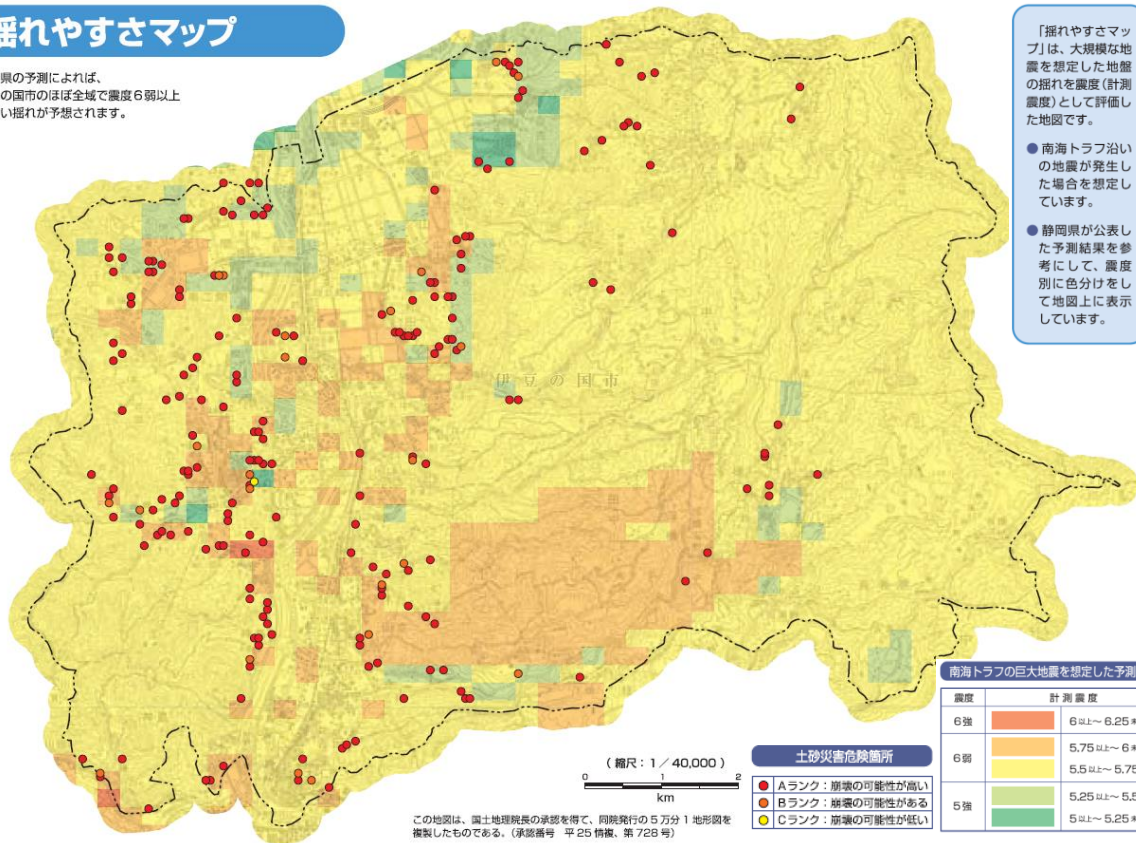 揺れやすさマップ
県の予測によれば、
の国市のほぼ全域で震度6弱以上
い揺れが予想されます。
「揺れやすさマッ
プ」は、大規模な地
震を想定した地盤
の揺れを震度(計測
震度)として評価し
た地図です。
● 南海トラフ沿い
の地震が発生し
た場合を想定し
ています。
● 静岡県が公表し
た予測結果を参
考にして、震度
別に色分けをし
て地図上に表示
しています。
伊豆の国市
南海トラフの巨大地震を想定した予測
震度 計測震度
6強 6以上～6.25未
6弱 5.75以上～6未
5.5以上～5.75
5強 5.25以上～5.5
5以上～5.25未
(縮尺:1/40,000)
0 1 2
km
土砂災害危険箇所
Aランク:崩壊の可能性が高い
Bランク:崩壊の可能性がある
Cランク:崩壊の可能性が低い
この地図は、国土地理院長の承認を得て、同院発行の5万分1地形図を
複製したものである。(承認番号 平25情複、第728号)